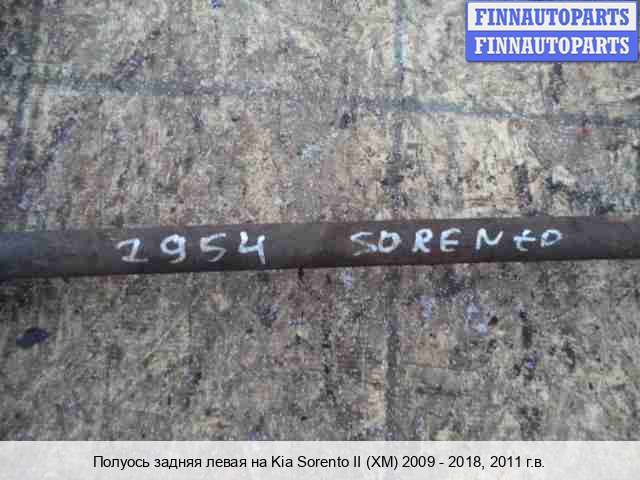 FINNAUTOPARTS
FINNAUTOPARTS
2954 SORENTO
Полуось задняя левая на Kia Sorento II (XM) 2009 - 2018, 2011 г.в.